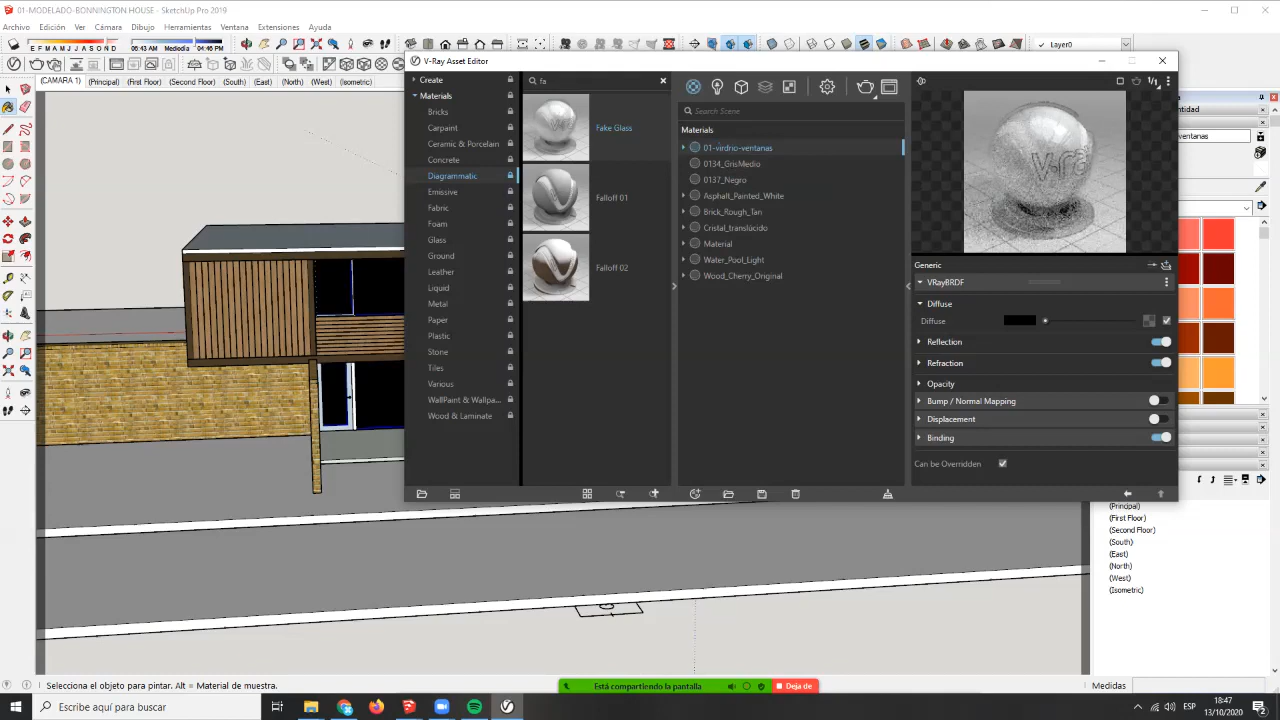 01-MODELADO-BONNINGTON HOUSE - SketchUp Pro 2019
Archivo Edición Ver Cámara Dibujo Herramientas Ventana Extensiones Ayuda
E F M A M J J A S O N D 06:43 AM Mediodía 04:46 PM
Layer0
(CAMARA 1) (Principal) (First Floor) (Second Floor) (South) (East) (North) (West) (Isometric)
V-Ray Asset Editor
Create
Materials
Bricks
Carpaint
Ceramic & Porcelain
Concrete
Diagrammatic
Emissive
Fabric
Foam
Glass
Ground
Leather
Liquid
Metal
Paper
Plastic
Stone
Tiles
Various
WallPaint & Wallpa...
Wood & Laminate
fa
Fake Glass
Falloff 01
Falloff 02
Search Scene
Materials
01-virdrio-ventanas
0134_GrisMedio
0137_Negro
Asphalt_Painted_White
Brick_Rough_Tan
Cristal_translúcido
Material
Water_Pool_Light
Wood_Cherry_Original
Generic
VRayBRDF
Diffuse
Diffuse
Reflection
Refraction
Opacity
Bump / Normal Mapping
Displacement
Binding
Can be Overridden
ntidad
ventanas
(Principal)
(First Floor)
(Second Floor)
(South)
(East)
(North)
(West)
(Isometric)
Selecciona el objeto para pintar. Alt = Material de muestra.
Está compartiendo la pantalla
Deja de
Medidas
Escribe aquí para buscar
ESP
18:47
13/10/2020
2